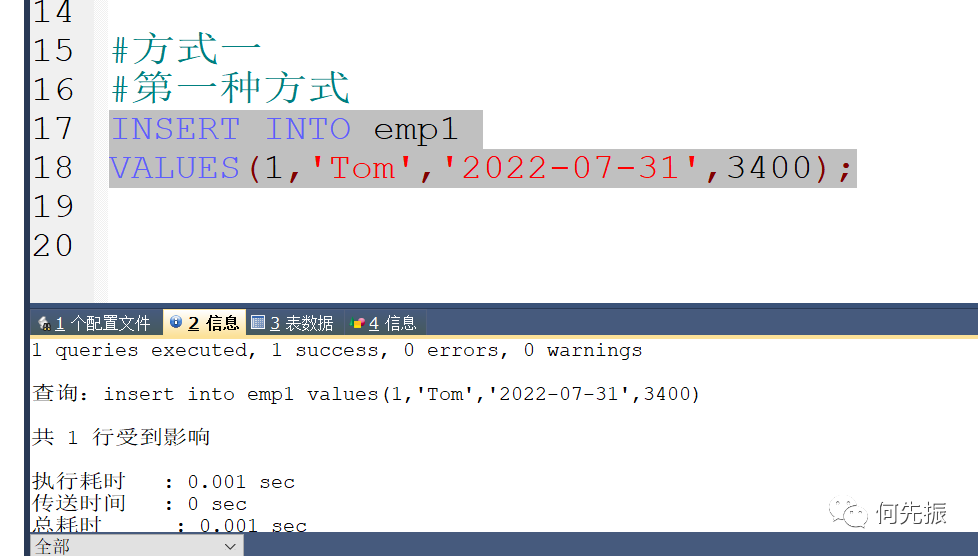 14
15 #方式一
16 #第一种方式
17 INSERT INTO emp1
18 VALUES(1,'Tom','2022-07-31',3400);
19
20
1 个配置文件 2 信息 3 表数据 4 信息
1 queries executed, 1 success, 0 errors, 0 warnings
查询: insert into emp1 values(1,'Tom','2022-07-31',3400)
共 1 行受到影响
执行耗时 : 0.001 sec
传送时间 : 0 sec
总耗时 : 0.001 sec
何先振
全部